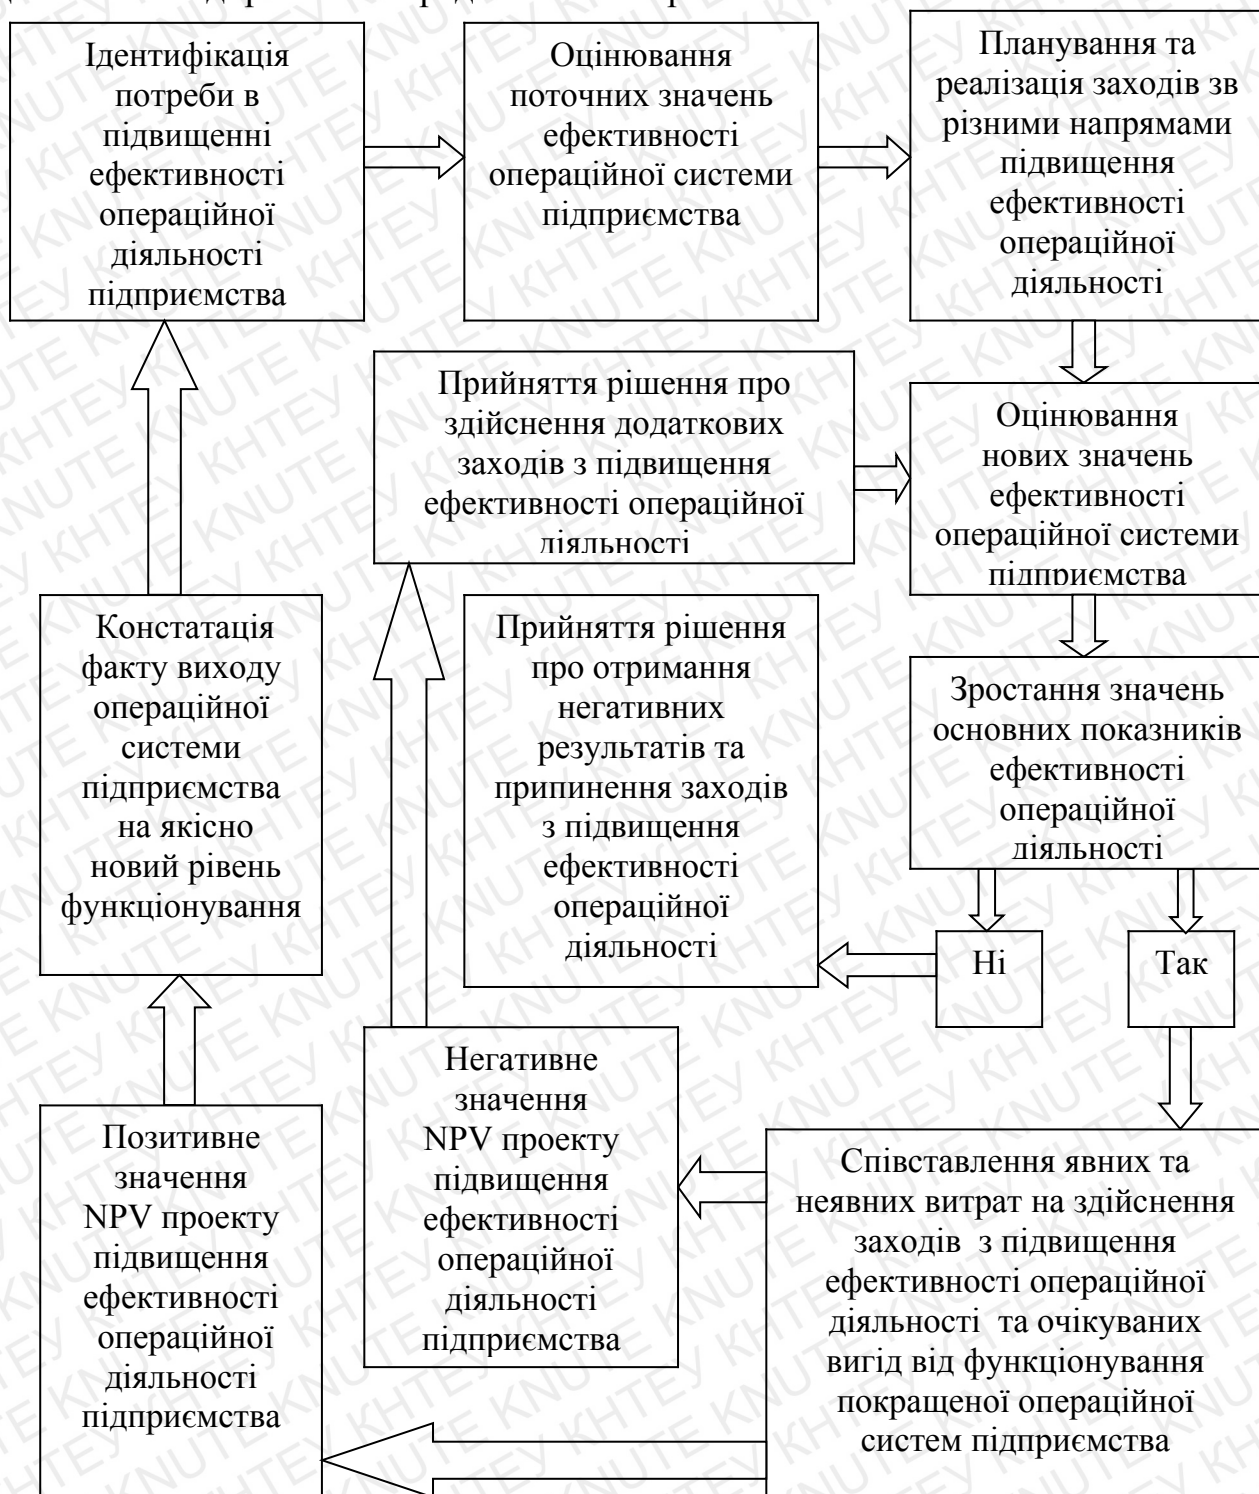 Ідентифікація
потреби в
підвищенні
ефективності
операційної
діяльності
підприємства
Оцінювання
поточних значень
ефективності
операційної системи
підприємства
Планування та
реалізація заходів зв
різними напрямами
підвищення
ефективності
операційної
діяльності
Прийняття рішення про
здійснення додаткових
заходів з підвищення
ефективності операційної
діяльності
Оцінювання
нових значень
ефективності
операційної системи
підприємства
Констатація
факту виходу
операційної
системи
підприємства
на якісно
новий рівень
функціонування
Прийняття рішення
про отримання
негативних
результатів та
припинення заходів
з підвищення
ефективності
операційної
діяльності
Зростання значень
основних показників
ефективності
операційної
діяльності
Ні
Так
Негативне
значення
NPV проекту
підвищення
ефективності
операційної
діяльності
підприємства
Позитивне
значення
NPV проекту
підвищення
ефективності
операційної
діяльності
підприємства
Співставлення явних та
неявних витрат на здійснення
заходів з підвищення
ефективності операційної
діяльності та очікуваних
вигід від функціонування
покращеної операційної
систем підприємства